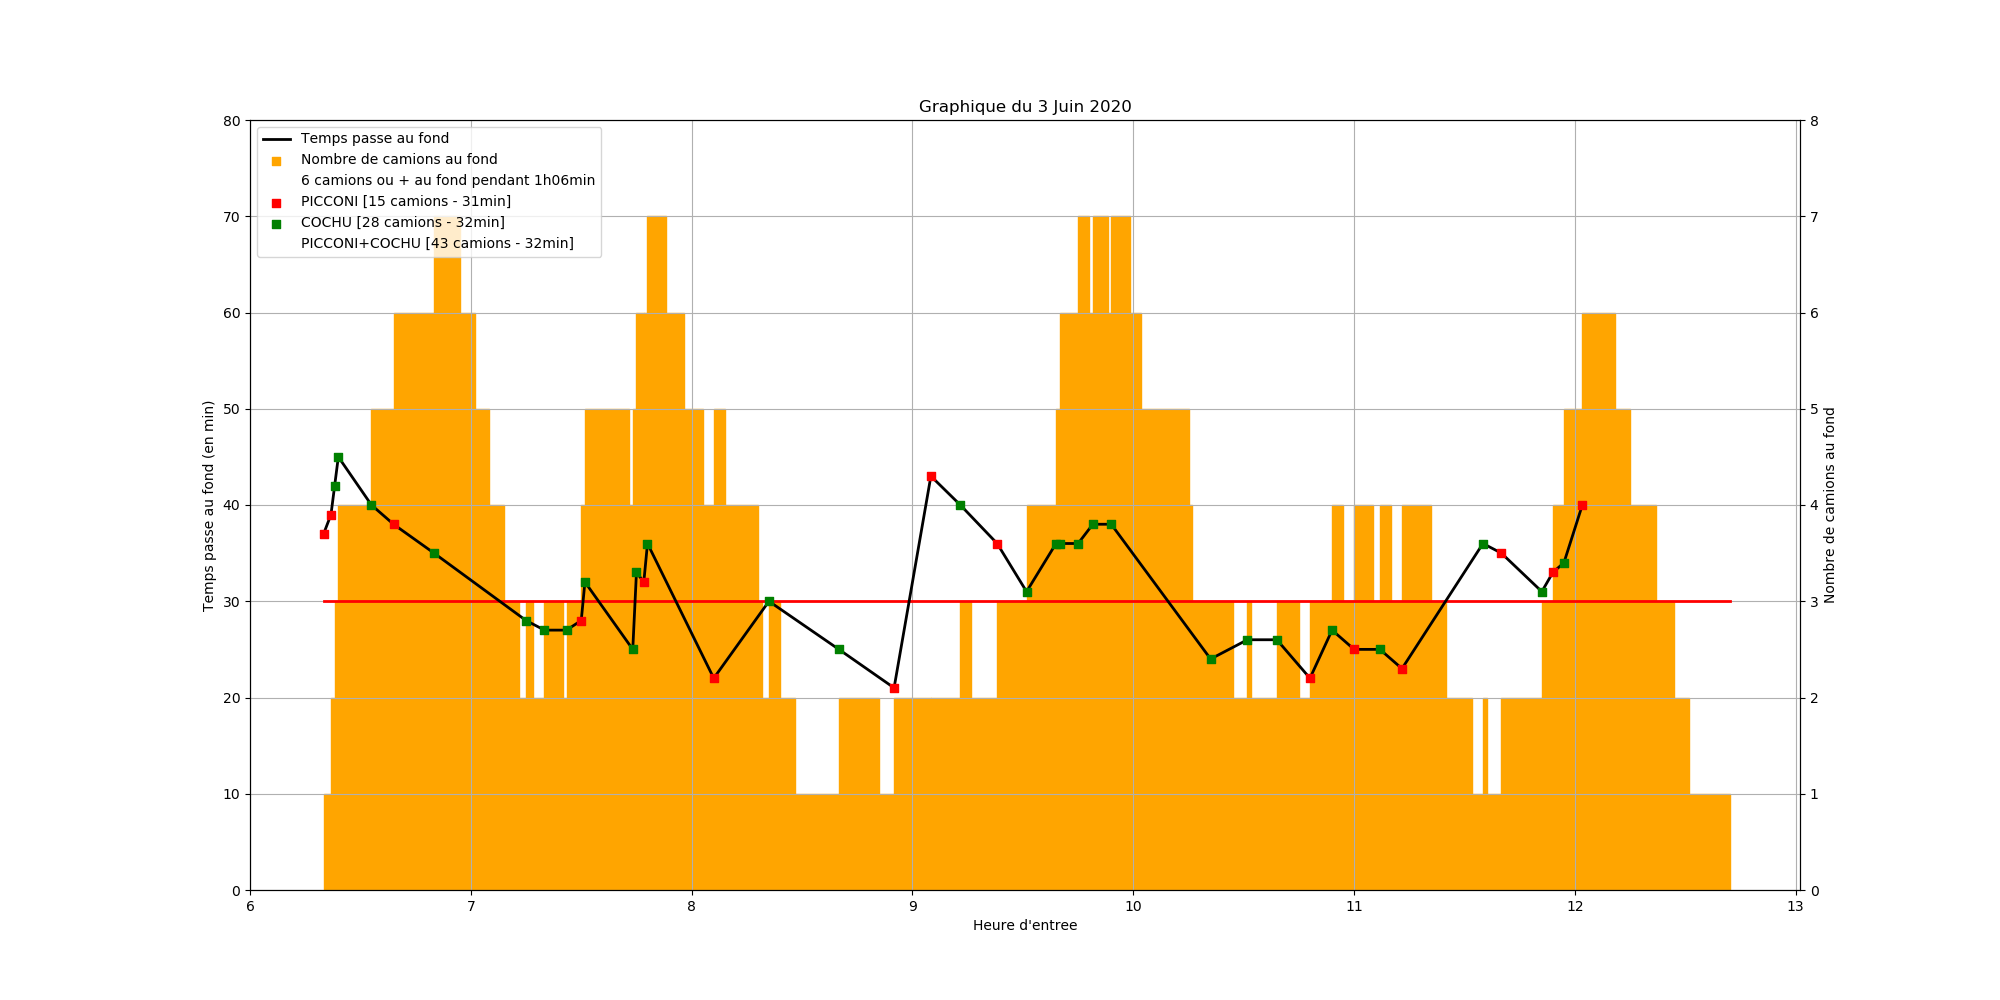 Graphique du 3 Juin 2020
Temps passe au fond
Nombre de camions au fond
6 camions ou + au fond pendant 1h06min
PICCONI [15 camions - 31min]
COCHU [28 camions - 32min]
PICCONI+COCHU [43 camions - 32min]
80
70
60
50
40
30
20
10
0
Temps passe au fond (en min)
8
7
6
5
4
3
2
1
0
Nombre de camions au fond
6 7 8 9 10 11 12 13
Heure d'entree